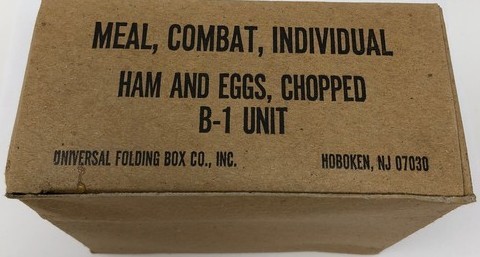 MEAL, COMBAT, INDIVIDUAL
HAM AND EGGS, CHOPPED
B-1 UNIT
UNIVERSAL FOLDING BOX CO., INC. HOBOKEN, NJ 07030